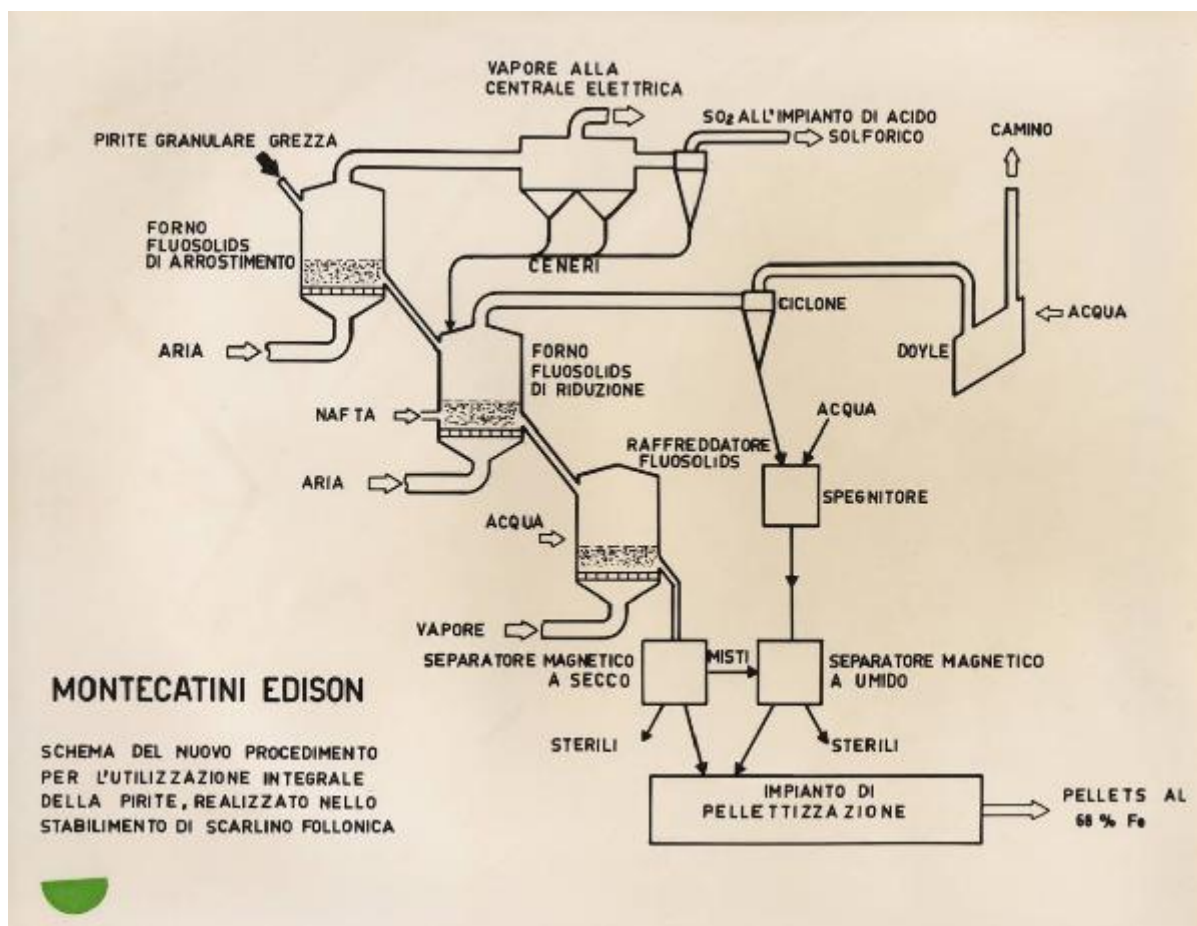 VAPORE ALLA
CENTRALE ELETTRICA
SO2 ALL'IMPIANTO DI ACIDO
SOLFORICO
CAMINO
PIRITE GRANULARE GREZZA
FORNO
FLUOSOLIDS
DI ARROSTIMENTO
CENERI
CICLONE
ACQUA
ARIA
FORNO
FLUOSOLIDS
DI RIDUZIONE
DOYLE
NAFTA
ACQUA
RAFFREDDATORE
FLUOSOLIDS
ARIA
SPEGNITORE
ACQUA
VAPORE
SEPARATORE MAGNETICO
A SECCO
MISTI
SEPARATORE MAGNETICO
A UMIDO
MONTECATINI EDISON
STERILI
STERILI
SCHEMA DEL NUOVO PROCEDIMENTO
PER L'UTILIZZAZIONE INTEGRALE
DELLA PIRITE, REALIZZATO NELLO
STABILIMENTO DI SCARLINO FOLLONICA
IMPIANTO DI
PELLETTIZZAZIONE
PELLETS AL
68 % Fe